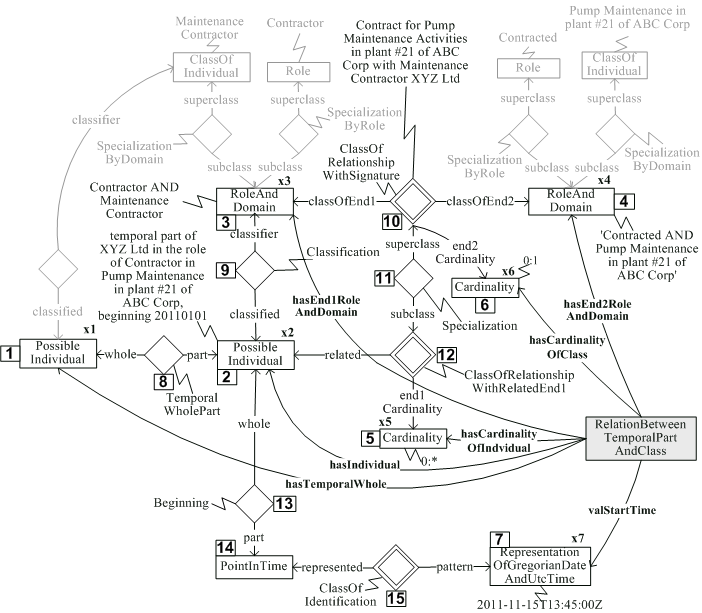 Maintenance
Contractor
Contractor
Contract for Pump
Maintenance Activities
in plant #21 of ABC
Corp with Maintenance
Contractor XYZ Ltd
Contracted
Pump Maintenance in
plant #21 of ABC Corp
ClassOf
Individual
Role
Role
ClassOf
Individual
superclass
superclass
superclass
superclass
classifier
Specialization
ByDomain
Specialization
ByRole
Specialization
ByRole
Specialization
ByDomain
subclass
subclass
subclass
subclass
ClassOf
Relationship
WithSignature
x3
RoleAnd
Domain
3
Contractor AND
Maintenance
Contractor
classOfEnd1
10
classOfEnd2
x4
RoleAnd
Domain
4
'Contracted AND
Pump Maintenance
in plant #21
of ABC Corp'
temporal part of
XYZ Ltd in the role
of Contractor in
Pump Maintenance
in plant #21 of
ABC Corp,
beginning 20110101
classifier
9
Classification
classified
superclass
11
Specialization
subclass
end2
Cardinality
x6
0:1
Cardinality
6
hasEnd1Role
AndDomain
hasEnd2Role
AndDomain
hasCardinality
OfClass
classified
x1
Possible
Individual
1
whole
8
part
Temporal
WholePart
x2
Possible
Individual
2
related
12
ClassOfRelationship
WithRelatedEnd1
end1
Cardinality
x5
5
Cardinality
0:*
hasCardinality
OfIndvidual
RelationBetween
TemporalPart
AndClass
whole
hasIndividual
hasTemporalWhole
Beginning
13
part
valStartTime
14
PointInTime
represented
ClassOf
Identification
15
pattern
7
x7
Representation
OfGregorianDate
AndUtcTime
2011-11-15T13:45:00Z